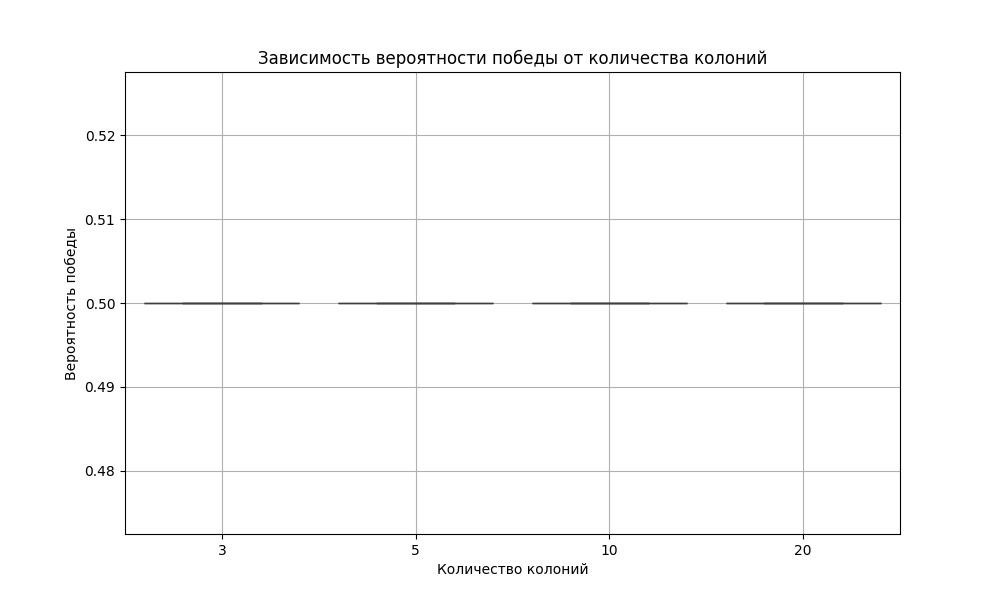 Зависимость вероятности победы от количества колоний
0.52
0.51
0.50
0.49
0.48
Вероятность победы
3 5 10 20
Количество колоний